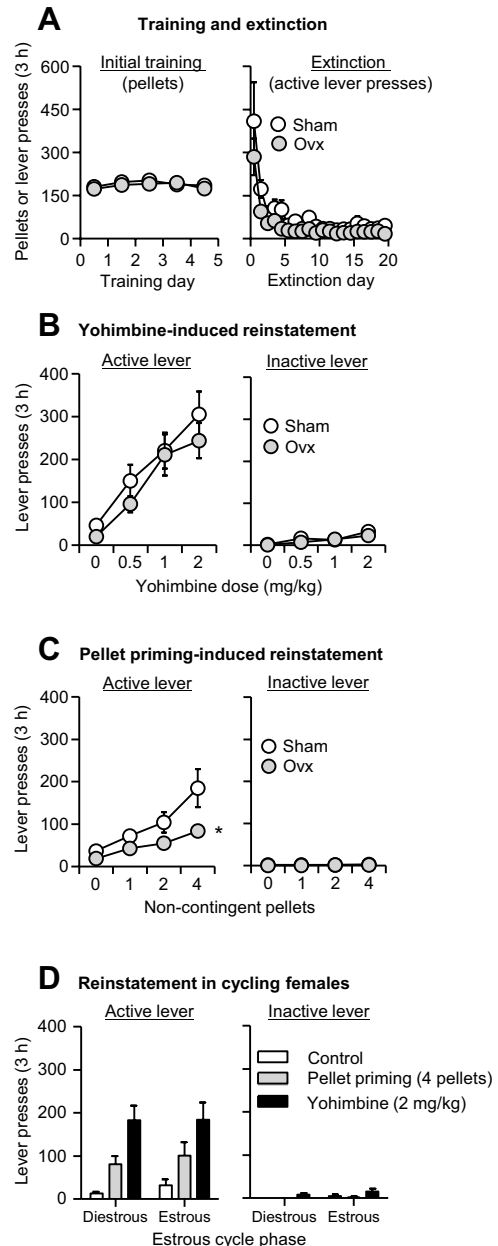 A Training and extinction
Initial training
(pellets)
Extinction
(active lever presses)
Pellets or lever presses (3 h)
600
450
300
150
0
Sham
Ovx
0 1 2 3 4 5
0 5 10 15 20
Training day
Extinction day
B Yohimbine-induced reinstatement
Active lever
Inactive lever
Lever presses (3 h)
400
300
200
100
0
Sham
Ovx
0 0.5 1 2
0 0.5 1 2
Yohimbine dose (mg/kg)
C Pellet priming-induced reinstatement
Active lever
Inactive lever
Lever presses (3 h)
400
300
200
100
0
Sham
Ovx
*
0 1 2 4
0 1 2 4
Non-contingent pellets
D Reinstatement in cycling females
Active lever
Inactive lever
Lever presses (3 h)
400
300
200
100
0
Control
Pellet priming (4 pellets)
Yohimbine (2 mg/kg)
Diestrous Estrous
Diestrous Estrous
Estrous cycle phase